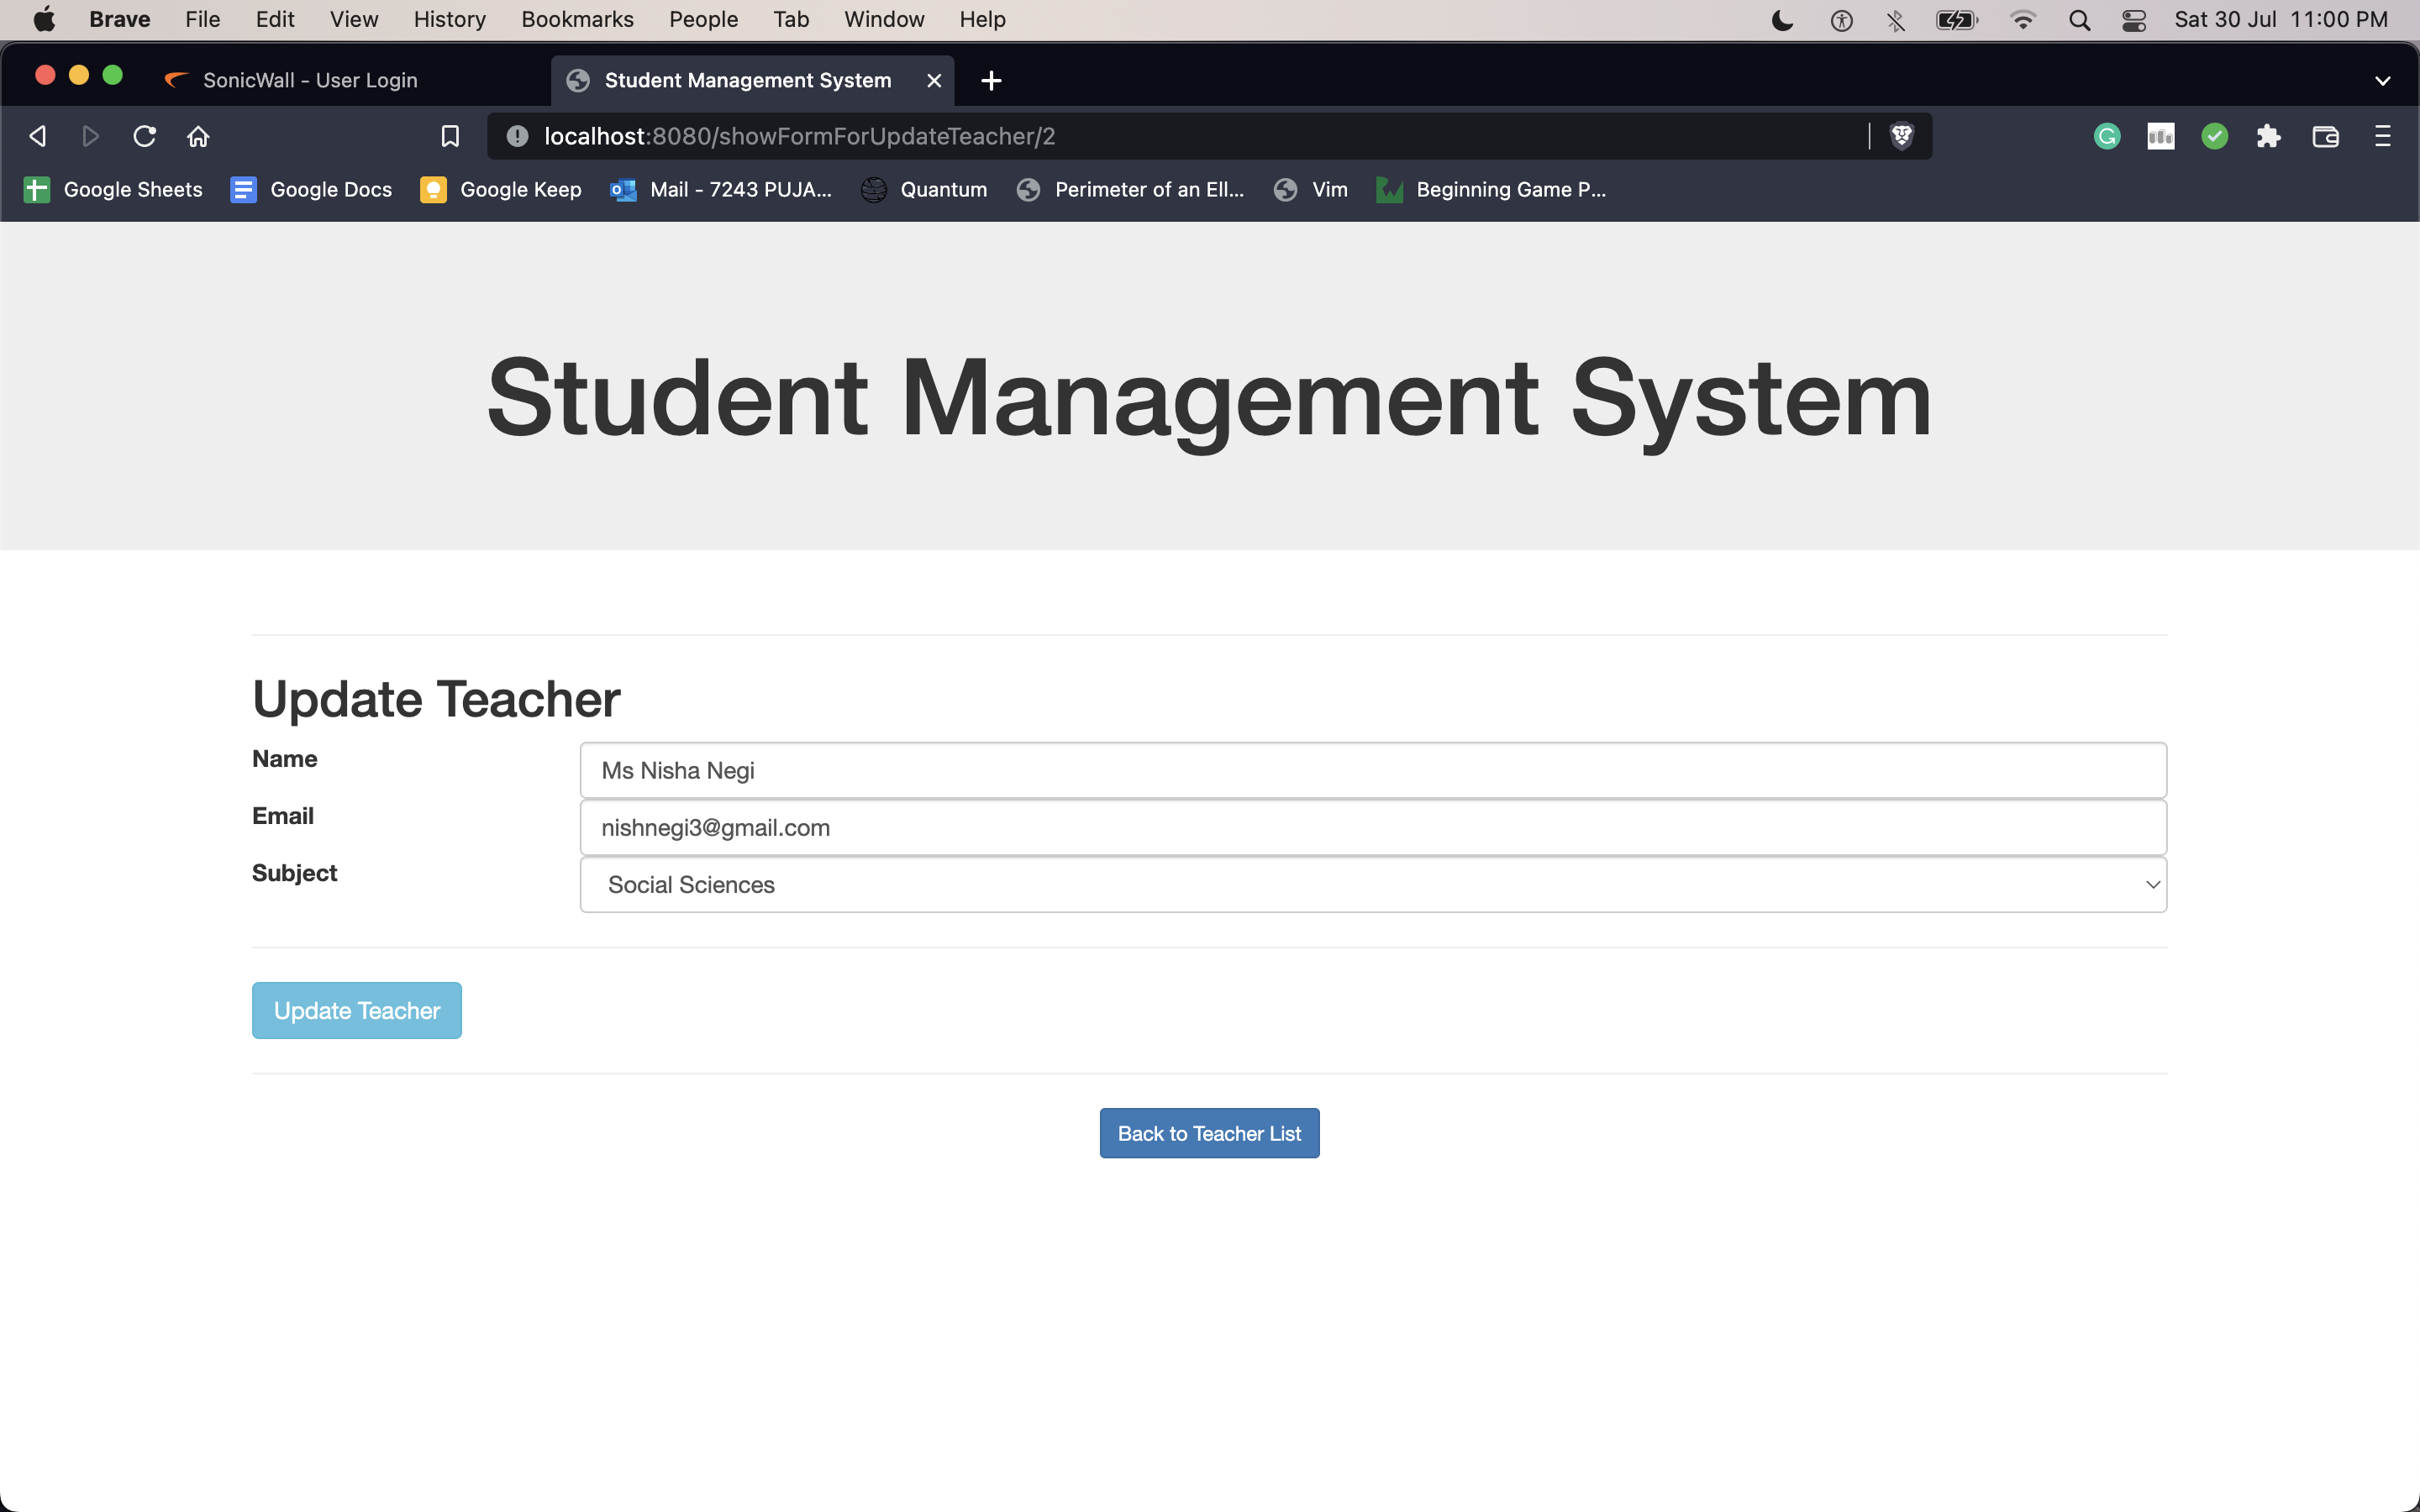 Brave File Edit View History Bookmarks People Tab Window Help Sat 30 Jul 11:00 PM
SonicWall - User Login Student Management System
localhost:8080/showFormForUpdateTeacher/2
Google Sheets Google Docs Google Keep Mail - 7243 PUJA... Quantum Perimeter of an Ell... Vim Beginning Game P...
Student Management System
Update Teacher
Name Ms Nisha Negi
Email nishnegi3@gmail.com
Subject Social Sciences
Update Teacher
Back to Teacher List